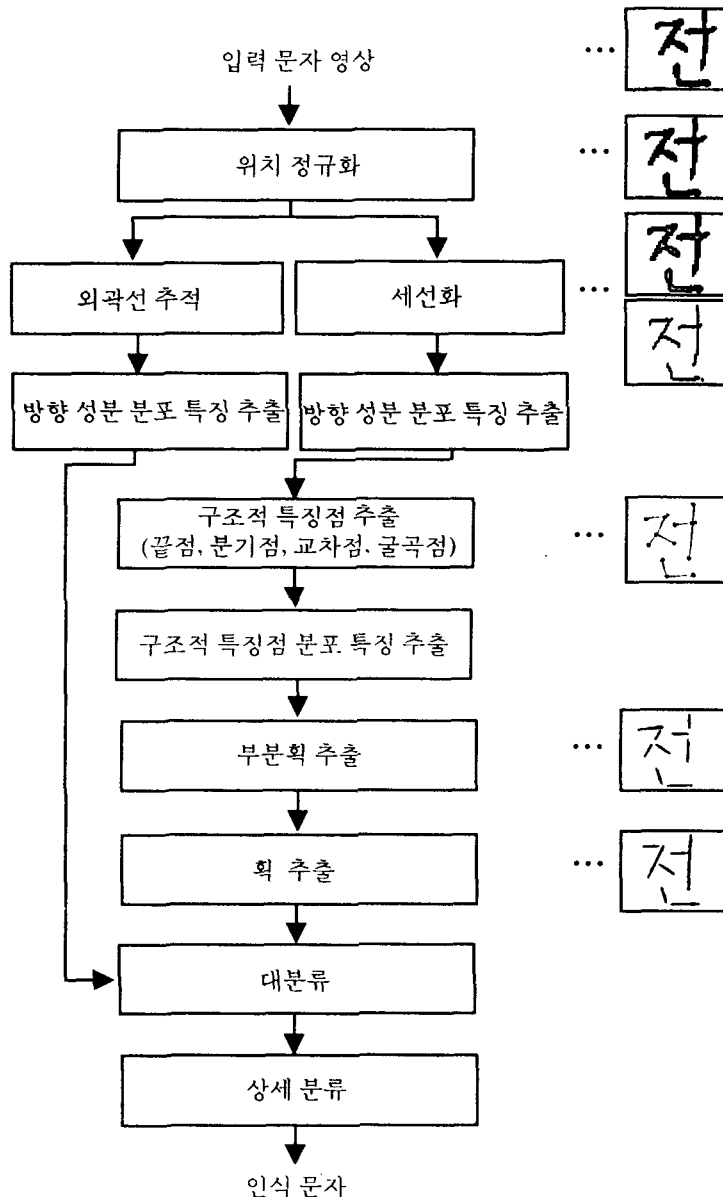 입력 문자 영상
… 전
위치 정규화
… 전
외곽선 추적
세선화
… 전
전
방향 성분 분포 특징 추출
방향 성분 분포 특징 추출
구조적 특징점 추출
(끝점, 분기점, 교차점. 굴곡점)
… 전
구조적 특징점 분포 특징 추출
부분획 추출
… 전
획 추출
… 전
대분류
상세 분류
인식 문자